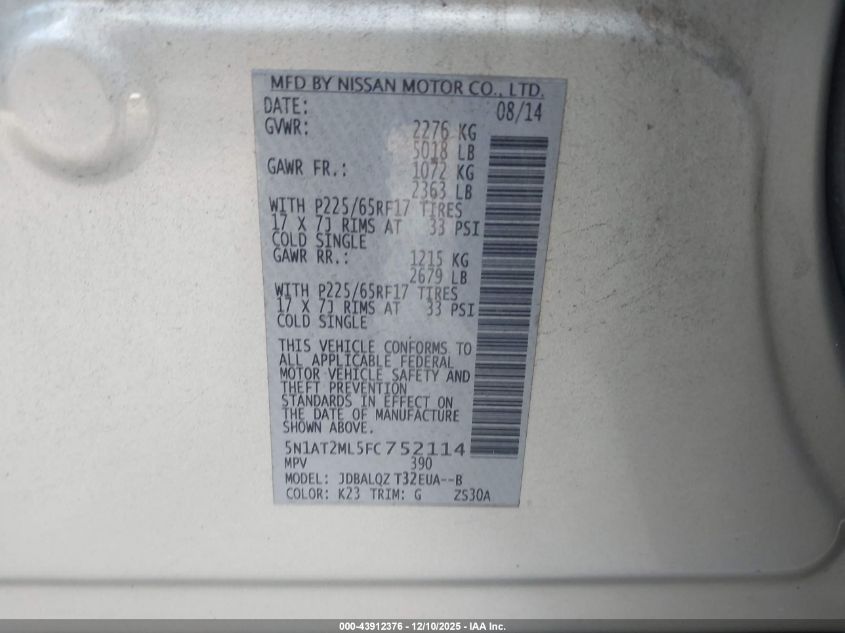 MFD BY NISSAN MOTOR CO., LTD.
DATE: 08/14
GVWR: 2276 KG
5018 LB
GAWR FR.: 1072 KG
2363 LB
WITH P225/65RF17 TIRES
17 X 7J RIMS AT 33 PSI
COLD SINGLE
GAWR RR.: 1215 KG
2679 LB
WITH P225/65RF17 TIRES
17 X 7J RIMS AT 33 PSI
COLD SINGLE
THIS VEHICLE CONFORMS TO
ALL APPLICABLE FEDERAL
MOTOR VEHICLE SAFETY AND
THEFT PREVENTION
STANDARDS IN EFFECT ON
THE DATE OF MANUFACTURE
SHOWN ABOVE.
5N1AT2ML5FC752114
MPV 390
MODEL: JDBALQZ T32EUA--B
COLOR: K23 TRIM: G ZS30A
000-43912376 - 12/10/2025 - IAA Inc.